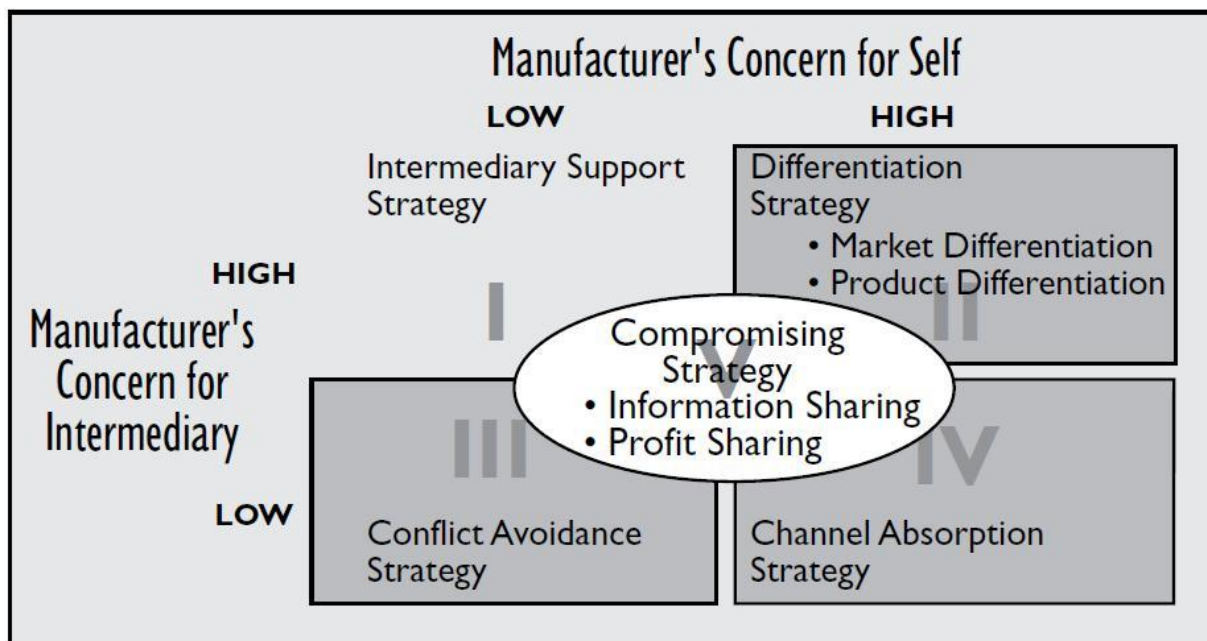 Manufacturer's Concern for Self
LOW
HIGH
Intermediary Support
Strategy
Differentiation
Strategy
• Market Differentiation
• Product Differentiation
HIGH
I
II
Manufacturer's
Concern for
Intermediary
Compromising
Strategy
V
• Information Sharing
• Profit Sharing
III
IV
LOW
Conflict Avoidance
Strategy
Channel Absorption
Strategy